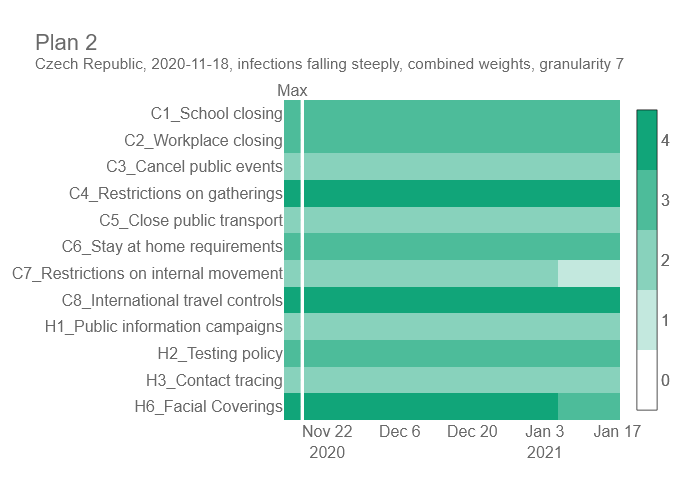 Plan 2
Czech Republic, 2020-11-18, infections falling steeply, combined weights, granularity 7
Max
C1_School closing
C2_Workplace closing
C3_Cancel public events
C4_Restrictions on gatherings
C5_Close public transport
C6_Stay at home requirements
C7_Restrictions on internal movement
C8_International travel controls
H1_Public information campaigns
H2_Testing policy
H3_Contact tracing
H6_Facial Coverings
4
3
2
1
0
Nov 22 Dec 6 Dec 20 Jan 3 Jan 17
2020 2021